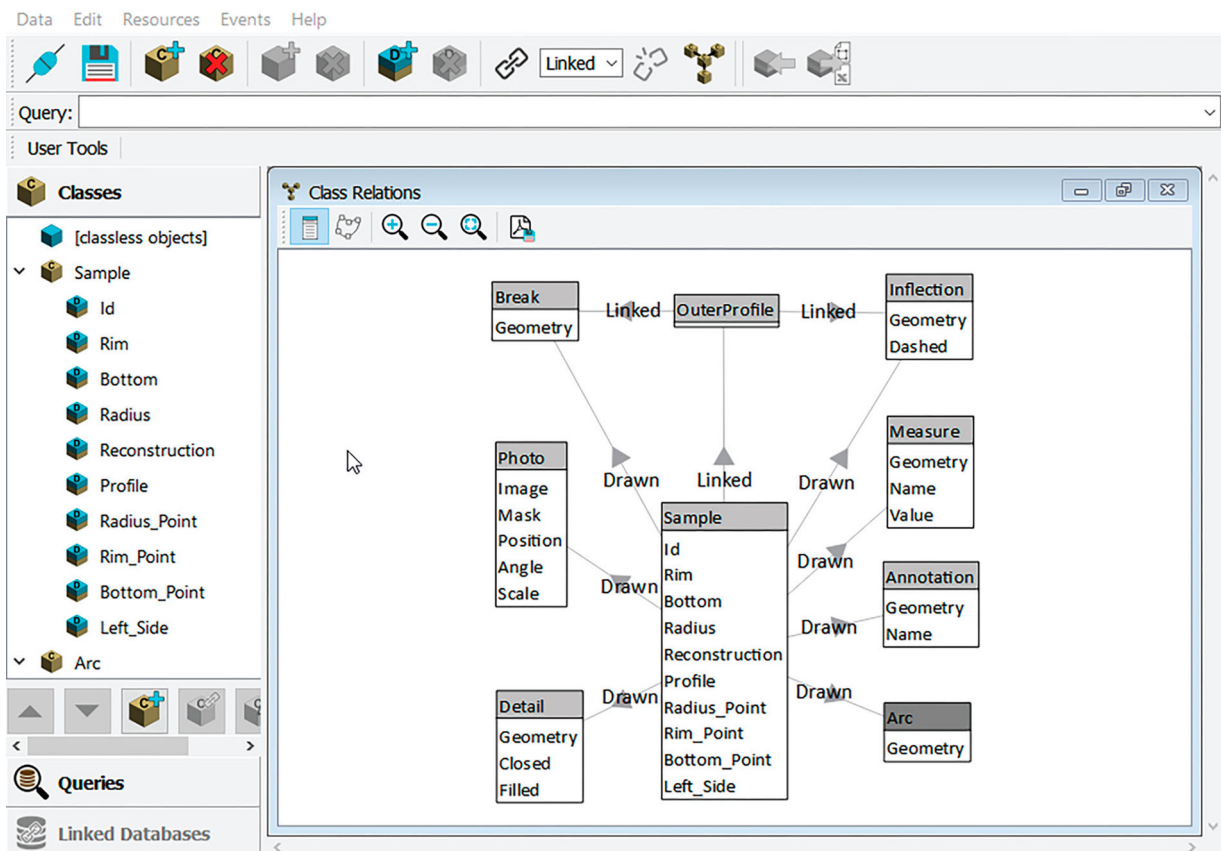 Data Edit Resources Events Help
Linked
Query:
User Tools
Classes
[classless objects]
Sample
Id
Rim
Bottom
Radius
Reconstruction
Profile
Radius_Point
Rim_Point
Bottom_Point
Left_Side
Arc
Queries
Linked Databases
Class Relations
Break
Geometry
Linked
OuterProfile
Linked
Inflection
Geometry
Dashed
Photo
Image
Mask
Position
Angle
Scale
Drawn
Linked
Drawn
Measure
Geometry
Name
Value
Sample
Id
Rim
Bottom
Radius
Reconstruction
Profile
Radius_Point
Rim_Point
Bottom_Point
Left_Side
Drawn
Drawn
Annotation
Geometry
Name
Drawn
Detail
Geometry
Closed
Filled
Drawn
Drawn
Arc
Geometry